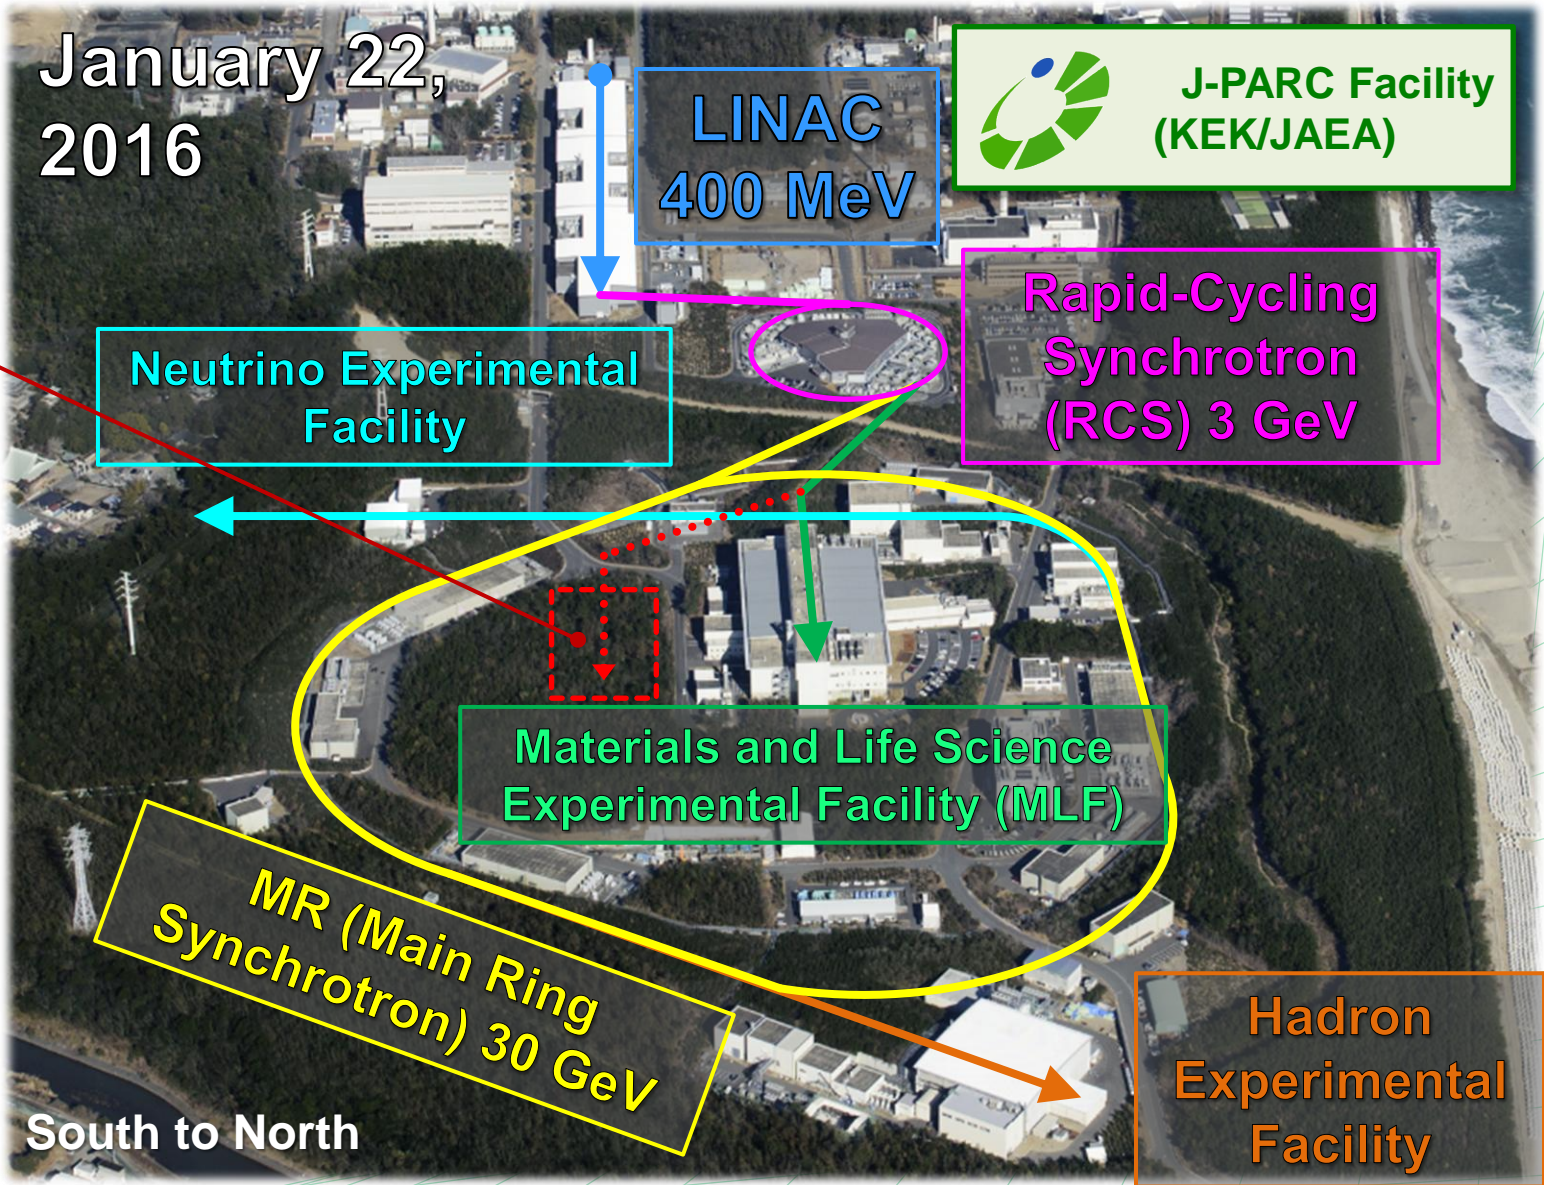 January 22,
2016
LINAC
400 MeV
J-PARC Facility
(KEK/JAEA)
Rapid-Cycling
Synchrotron
(RCS) 3 GeV
Neutrino Experimental
Facility
Materials and Life Science
Experimental Facility (MLF)
MR (Main Ring
Synchrotron) 30 GeV
Hadron
Experimental
Facility
South to North